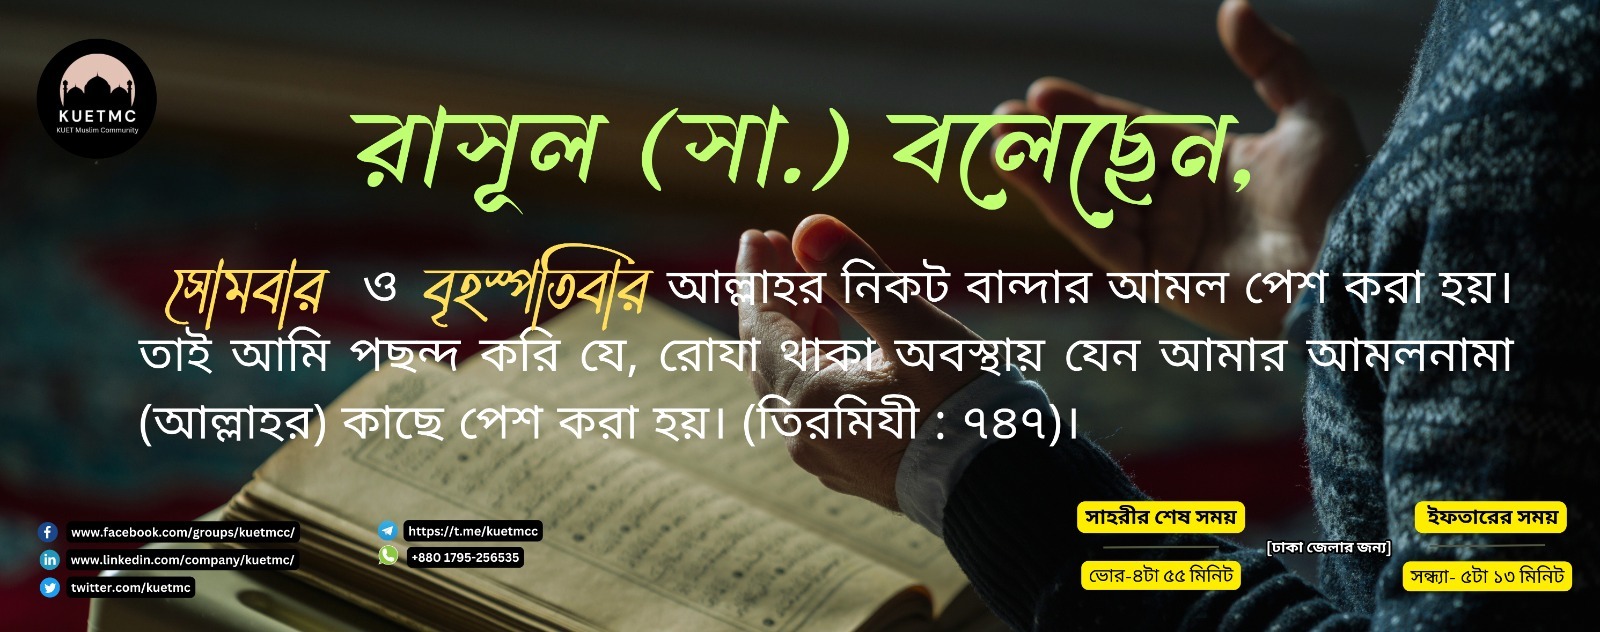 KUETMC
KUET Muslim Community
রাসূল (সা.) বলেছেন,
সোমবার ও বৃহস্পতিবার আল্লাহর নিকট বান্দার আমল পেশ করা হয়।
তাই আমি পছন্দ করি যে, রোযা থাকা অবস্থায় যেন আমার আমলনামা
(আল্লাহর) কাছে পেশ করা হয়। (তিরমিযী : ৭৪৭)।
www.facebook.com/groups/kuetmcc/
www.linkedin.com/company/kuetmc/
twitter.com/kuetmc
https://t.me/kuetmcc
+880 1795-256535
সাহরীর শেষ সময়
ভোর-৪টা ৫৫ মিনিট
[ঢাকা জেলার জন্য]
ইফতারের সময়
সন্ধ্যা- ৫টা ১৩ মিনিট